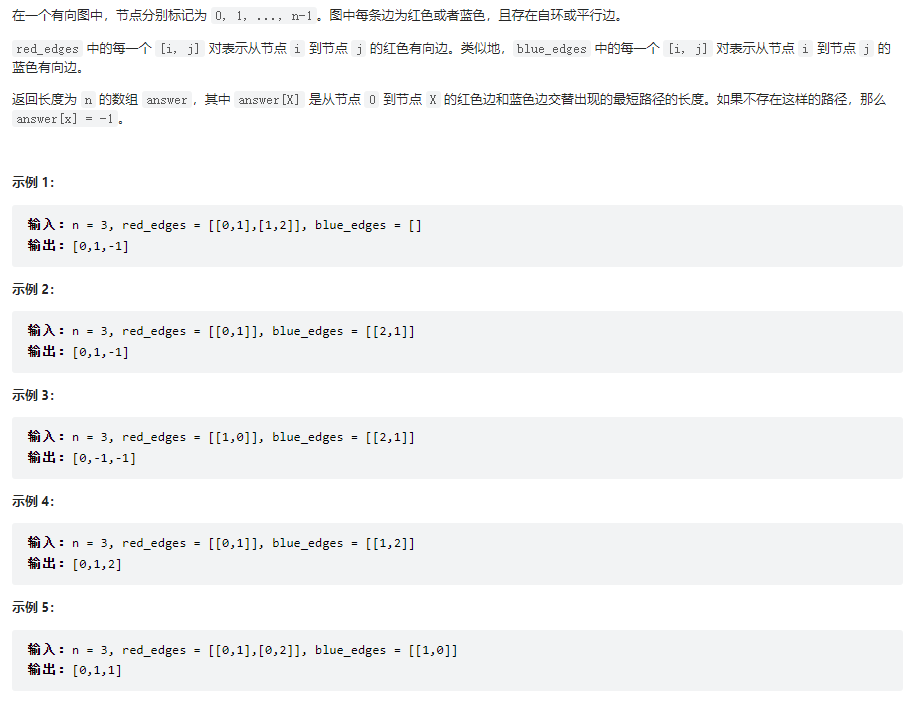 在一个有向图中，节点分别标记为 0, 1, ..., n-1。图中每条边为红色或者蓝色，且存在自环或平行边。
red_edges 中的每一个 [i, j] 对表示从节点 i 到节点 j 的红色有向边。类似地，blue_edges 中的每一个 [i, j] 对表示从节点 i 到节点 j 的
蓝色有向边。
返回长度为 n 的数组 answer，其中 answer[X] 是从节点 0 到节点 X 的红色边和蓝色边交替出现的最短路径的长度。如果不存在这样的路径，那么
answer[x] = -1。
示例 1：
输入：n = 3, red_edges = [[0,1],[1,2]], blue_edges = []
输出：[0,1,-1]
示例 2：
输入：n = 3, red_edges = [[0,1]], blue_edges = [[2,1]]
输出：[0,1,-1]
示例 3：
输入：n = 3, red_edges = [[1,0]], blue_edges = [[2,1]]
输出：[0,-1,-1]
示例 4：
输入：n = 3, red_edges = [[0,1]], blue_edges = [[1,2]]
输出：[0,1,2]
示例 5：
输入：n = 3, red_edges = [[0,1],[0,2]], blue_edges = [[1,0]]
输出：[0,1,1]